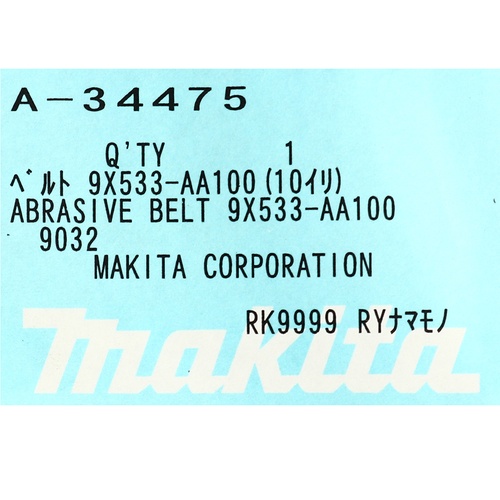 A-34475
Q'TY 1
ﾍﾞﾙﾄ 9X533-AA100(10ｲﾘ)
ABRASIVE BELT 9X533-AA100
9032
MAKITA CORPORATION
RK9999 RYﾅﾏﾓﾉ
makita